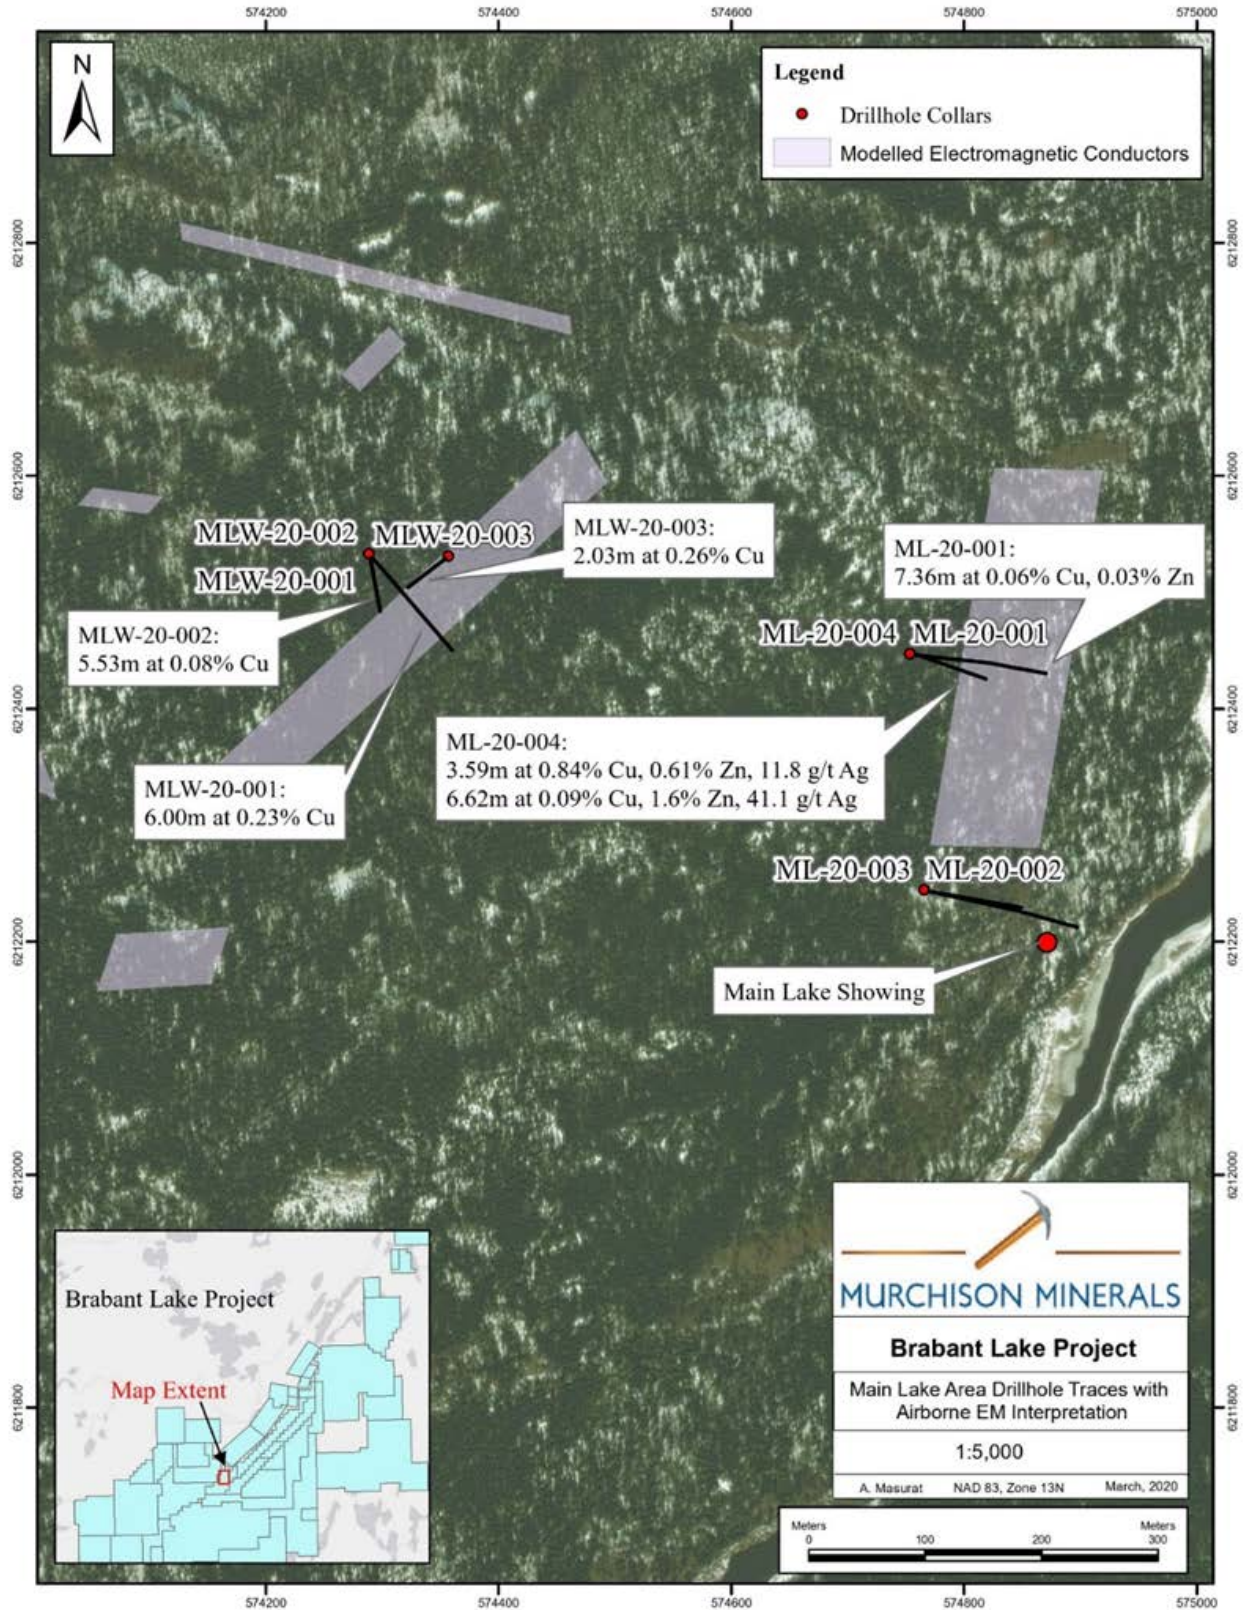 574200
574400
574600
574800
575000
N
Legend
Drillhole Collars
Modelled Electromagnetic Conductors
6212800
6212800
6212600
6212600
MLW-20-002
MLW-20-003
MLW-20-001
MLW-20-003:
2.03m at 0.26% Cu
ML-20-001:
7.36m at 0.06% Cu, 0.03% Zn
MLW-20-002:
5.53m at 0.08% Cu
ML-20-004
ML-20-001
6212400
6212400
ML-20-004:
3.59m at 0.84% Cu, 0.61% Zn, 11.8 g/t Ag
6.62m at 0.09% Cu, 1.6% Zn, 41.1 g/t Ag
MLW-20-001:
6.00m at 0.23% Cu
ML-20-003
ML-20-002
6212200
6212200
Main Lake Showing
6212000
6212000
Brabant Lake Project
Map Extent
MURCHISON MINERALS
Brabant Lake Project
Main Lake Area Drillhole Traces with
Airborne EM Interpretation
1:5,000
A. Masurat NAD 83, Zone 13N March, 2020
6211800
6211800
Meters
Meters
0 100 200 300
574200
574400
574600
574800
575000